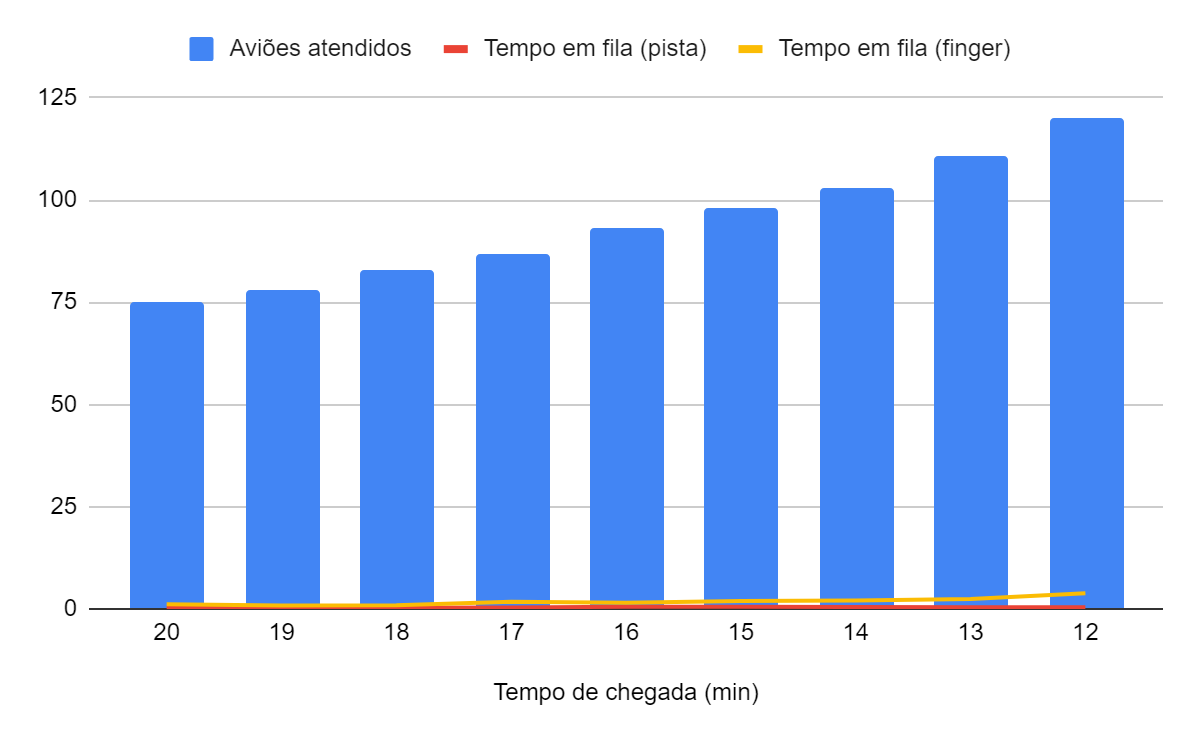 Aviões atendidos Tempo em fila (pista) Tempo em fila (finger)
125
100
75
50
25
0
20 19 18 17 16 15 14 13 12
Tempo de chegada (min)